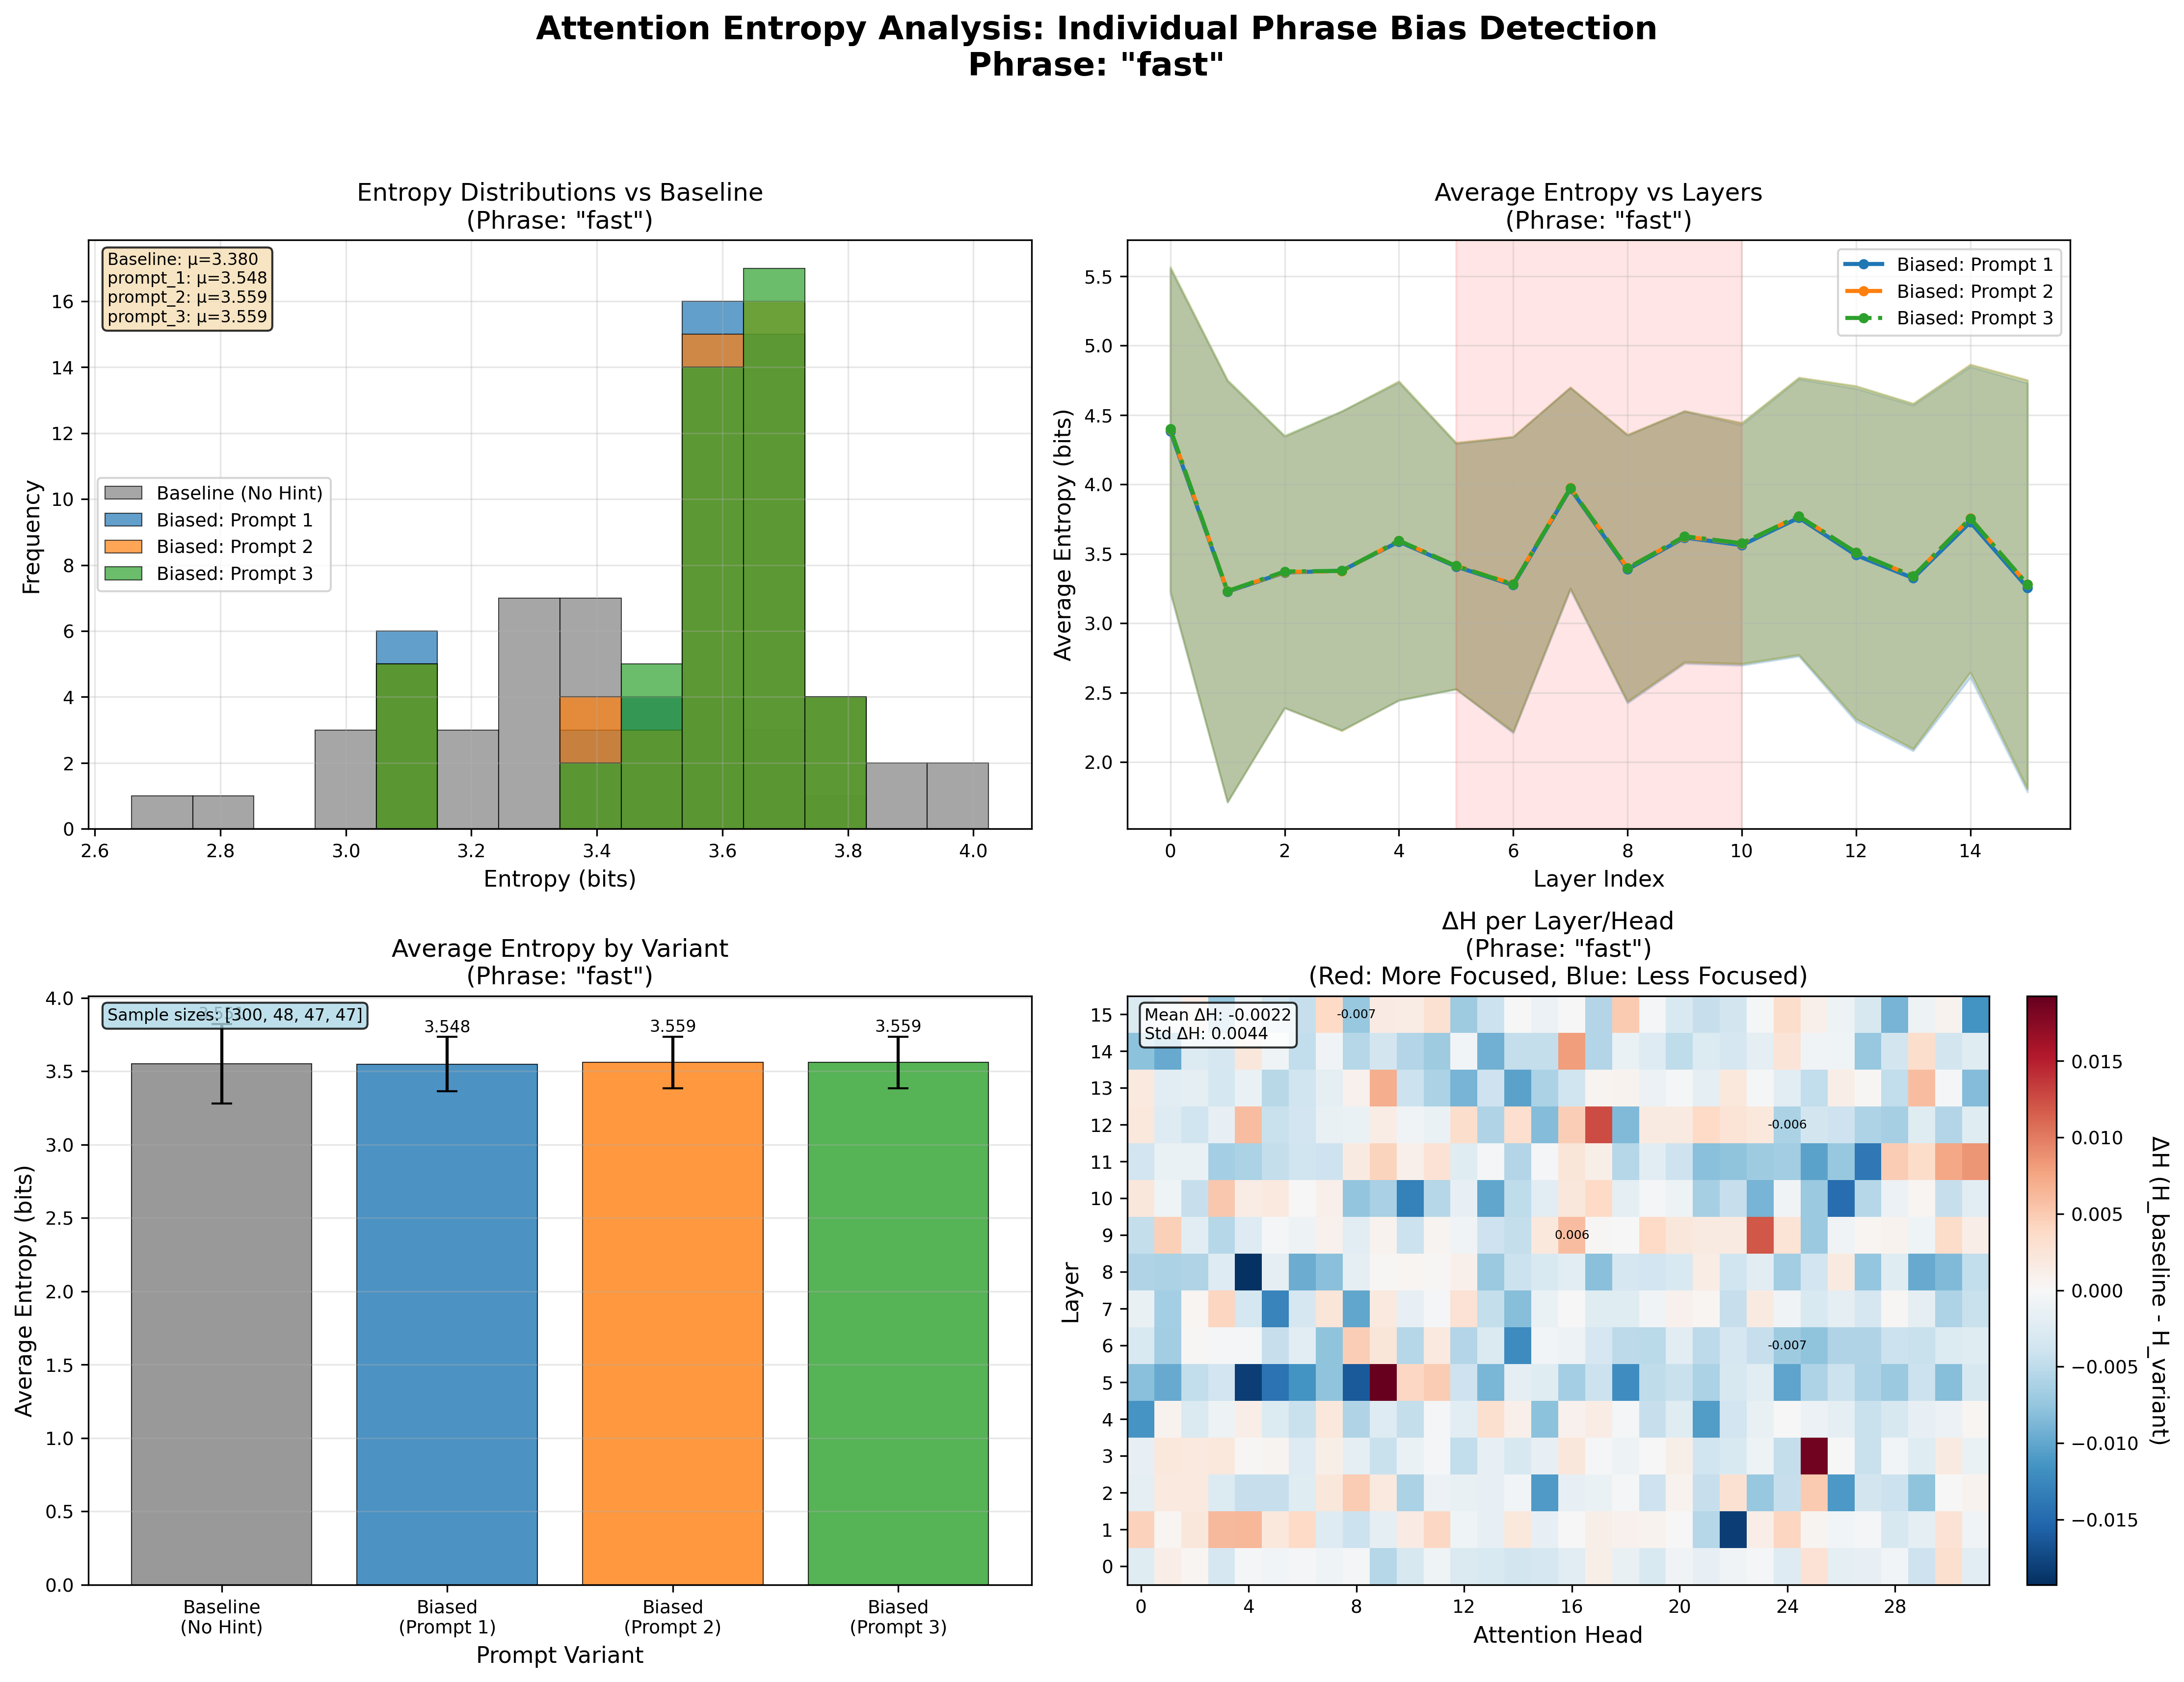 Attention Entropy Analysis: Individual Phrase Bias Detection
Phrase: "fast"
Entropy Distributions vs Baseline
(Phrase: "fast")
Baseline: μ=3.380
prompt_1: μ=3.548
prompt_2: μ=3.559
prompt_3: μ=3.559
Baseline (No Hint)
Biased: Prompt 1
Biased: Prompt 2
Biased: Prompt 3
Frequency
16
14
12
10
8
6
4
2
0
2.6 2.8 3.0 3.2 3.4 3.6 3.8 4.0
Entropy (bits)
Average Entropy vs Layers
(Phrase: "fast")
Biased: Prompt 1
Biased: Prompt 2
Biased: Prompt 3
Average Entropy (bits)
5.5
5.0
4.5
4.0
3.5
3.0
2.5
2.0
0 2 4 6 8 10 12 14
Layer Index
Average Entropy by Variant
(Phrase: "fast")
Sample sizes: [300, 48, 47, 47]
3.548 3.559 3.559
Average Entropy (bits)
4.0
3.5
3.0
2.5
2.0
1.5
1.0
0.5
0.0
Baseline
(No Hint)
Biased
(Prompt 1)
Biased
(Prompt 2)
Biased
(Prompt 3)
Prompt Variant
ΔH per Layer/Head
(Phrase: "fast")
(Red: More Focused, Blue: Less Focused)
Mean ΔH: -0.0022
Std ΔH: 0.0044
-0.007
-0.006
0.006
-0.007
Layer
15
14
13
12
11
10
9
8
7
6
5
4
3
2
1
0
0 4 8 12 16 20 24 28
Attention Head
0.015
0.010
0.005
0.000
−0.005
−0.010
−0.015
ΔH (H_baseline - H_variant)